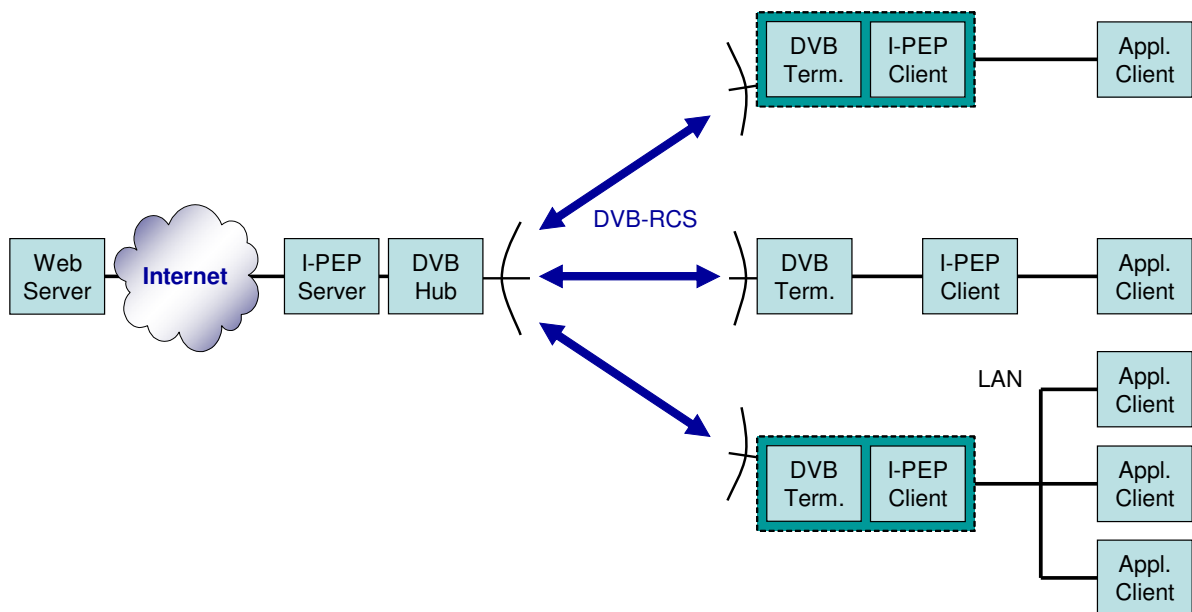 DVB
Term.
I-PEP
Client
Appl.
Client
DVB-RCS
Web
Server
Internet
I-PEP
Server
DVB
Hub
DVB
Term.
I-PEP
Client
Appl.
Client
LAN
Appl.
Client
DVB
Term.
I-PEP
Client
Appl.
Client
Appl.
Client